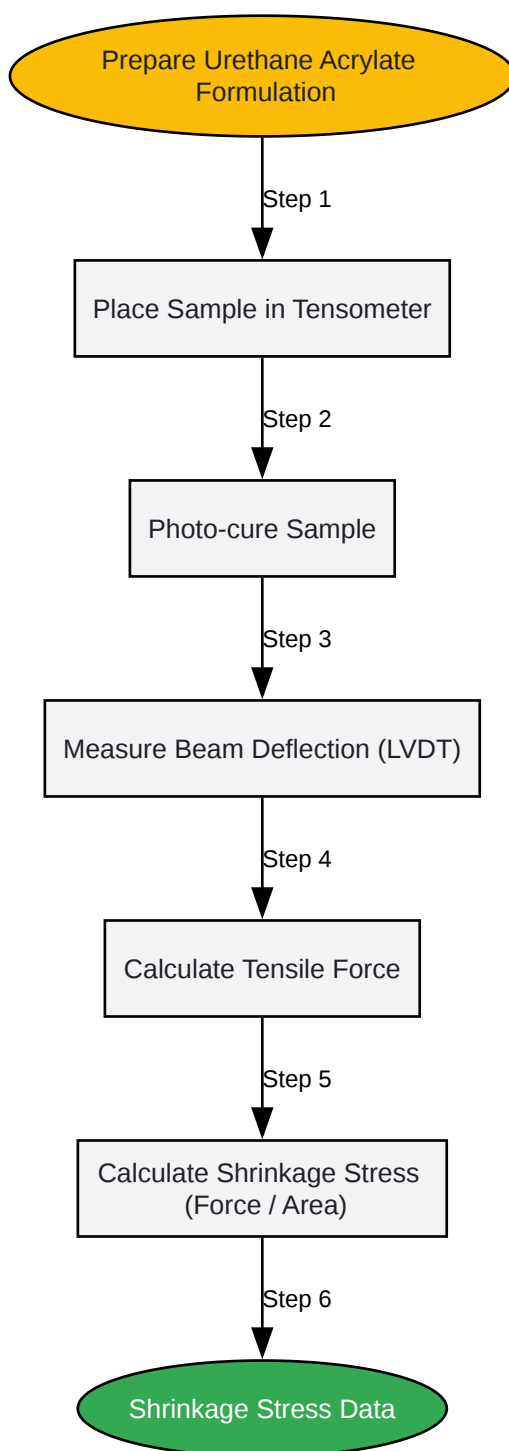 Prepare Urethane Acrylate
Formulation
Step 1
Place Sample in Tensometer
Step 2
Photo-cure Sample
Step 3
Measure Beam Deflection (LVDT)
Step 4
Calculate Tensile Force
Step 5
Calculate Shrinkage Stress
(Force / Area)
Step 6
Shrinkage Stress Data